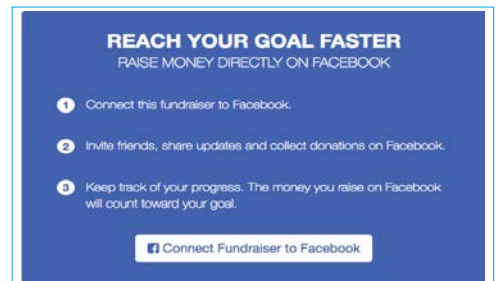 REACH YOUR GOAL FASTER
RAISE MONEY DIRECTLY ON FACEBOOK
1 Connect this fundraiser to Facebook.
2 Invite friends, share updates and collect donations on Facebook.
3 Keep track of your progress. The money you raise on Facebook
will count toward your goal.
Connect Fundraiser to Facebook